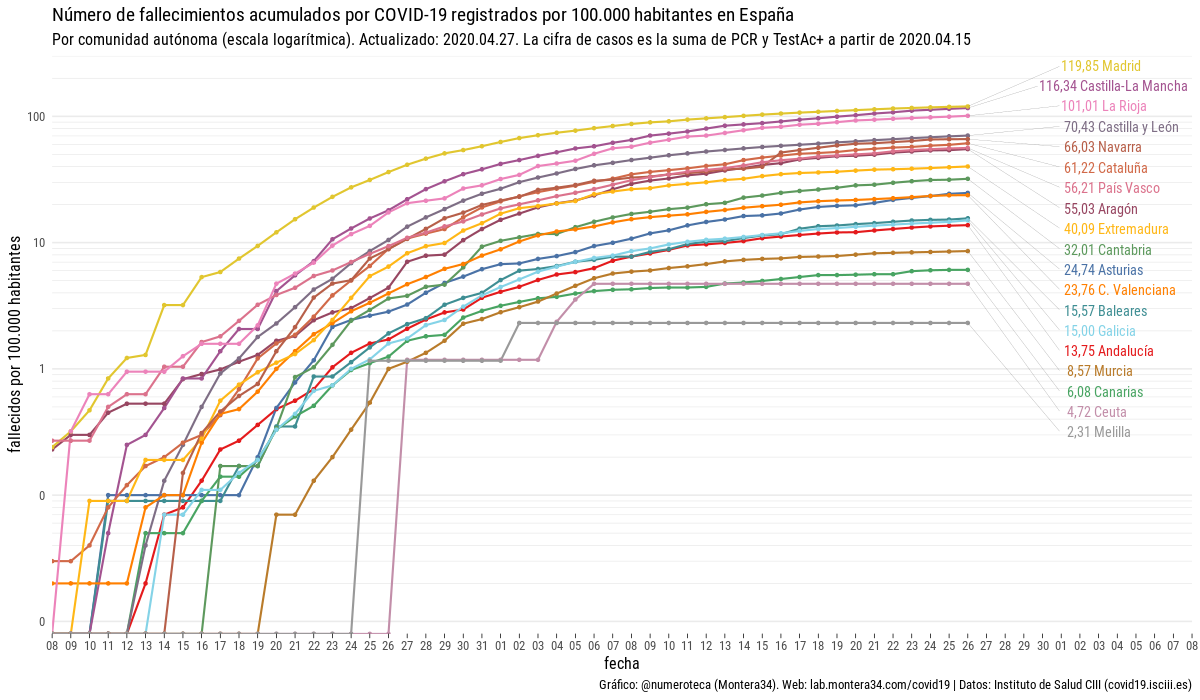 Número de fallecimientos acumulados por COVID-19 registrados por 100.000 habitantes en España
Por comunidad autónoma (escala logarítmica). Actualizado: 2020.04.27. La cifra de casos es la suma de PCR y TestAc+ a partir de 2020.04.15
fallecidos por 100.000 habitantes
100
10
1
0
0
119,85 Madrid
116,34 Castilla-La Mancha
101,01 La Rioja
70,43 Castilla y León
66,03 Navarra
61,22 Cataluña
56,21 País Vasco
55,03 Aragón
40,09 Extremadura
32,01 Cantabria
24,74 Asturias
23,76 C. Valenciana
15,57 Baleares
15,00 Galicia
13,75 Andalucía
8,57 Murcia
6,08 Canarias
4,72 Ceuta
2,31 Melilla
08 09 10 11 12 13 14 15 16 17 18 19 20 21 22 23 24 25 26 27 28 29 30 31 01 02 03 04 05 06 07 08 09 10 11 12 13 14 15 16 17 18 19 20 21 22 23 24 25 26 27 28 29 30 01 02 03 04 05 06 07 08
fecha
Gráfico: @numeroteca (Montera34). Web: lab.montera34.com/covid19 | Datos: Instituto de Salud CIII (covid19.isciii.es)